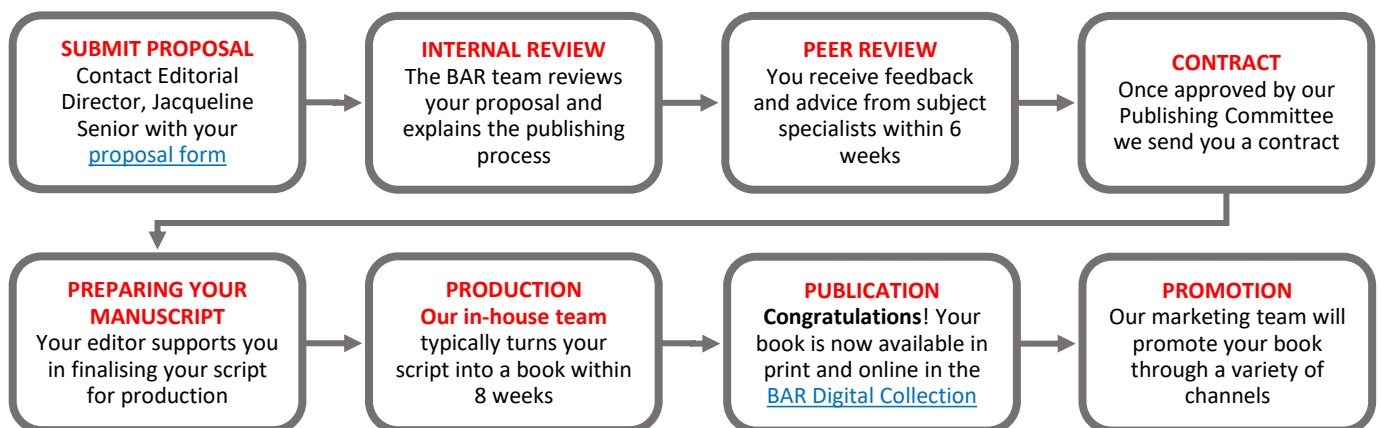 SUBMIT PROPOSAL
Contact Editorial
Director, Jacqueline
Senior with your
proposal form
INTERNAL REVIEW
The BAR team reviews
your proposal and
explains the publishing
process
PEER REVIEW
You receive feedback
and advice from subject
specialists within 6
weeks
CONTRACT
Once approved by our
Publishing Committee
we send you a contract
PREPARING YOUR
MANUSCRIPT
Your editor supports you
in finalising your script
for production
PRODUCTION
Our in-house team
typically turns your
script into a book within
8 weeks
PUBLICATION
Congratulations! Your
book is now available in
print and online in the
BAR Digital Collection
PROMOTION
Our marketing team will
promote your book
through a variety of
channels